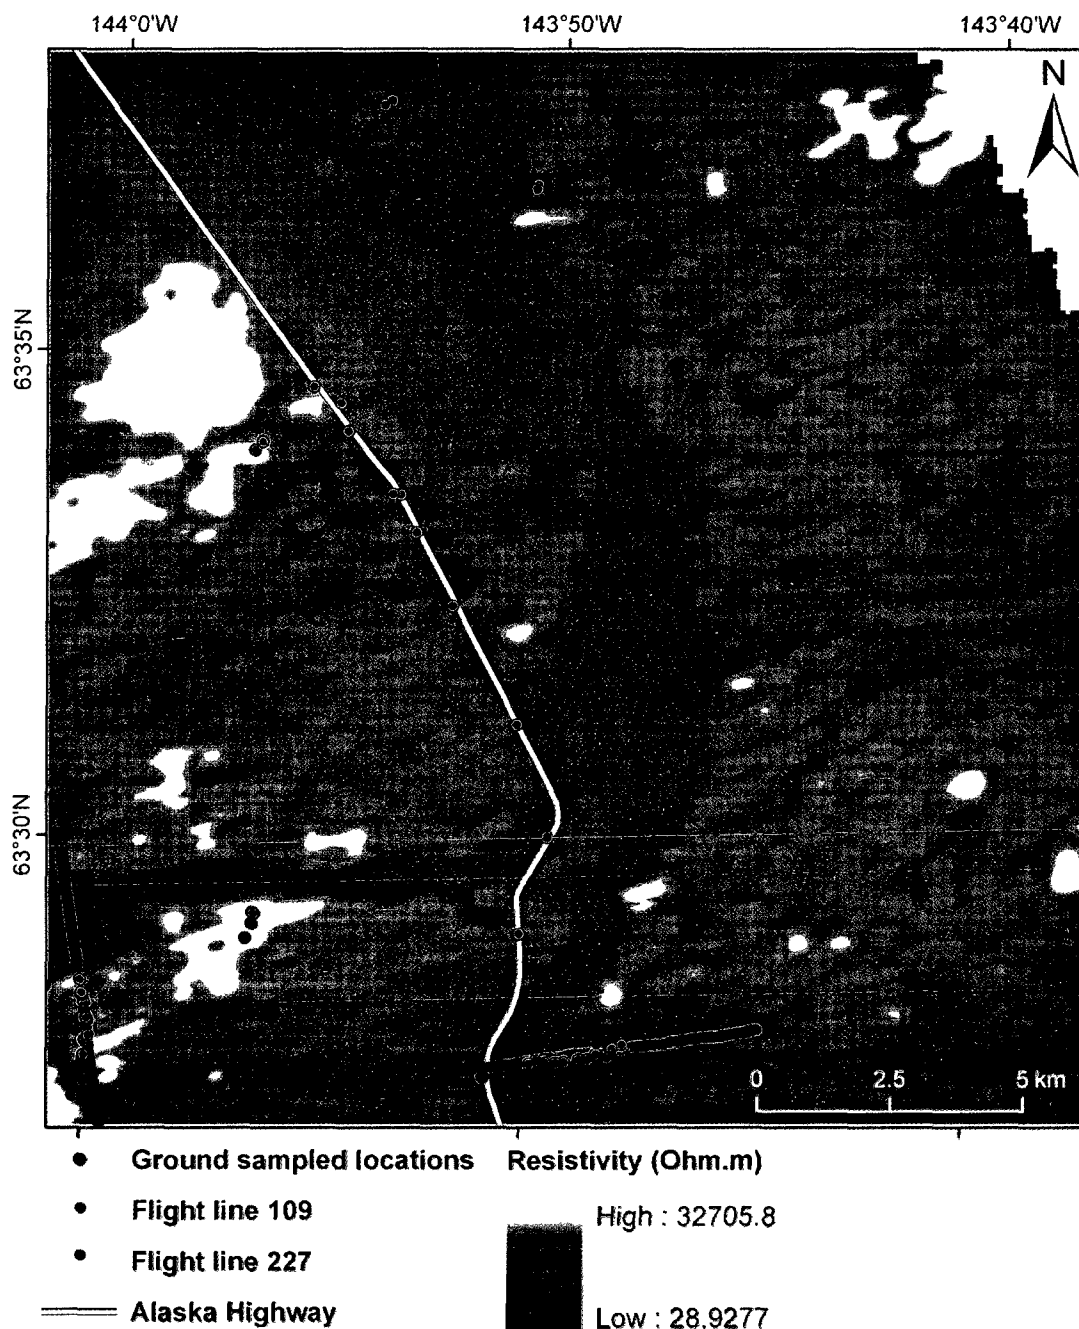 144°0'W 143°50'W 143°40'W
N
63°35'N
63°30'N
0 2.5 5 km
Ground sampled locations
Flight line 109
Flight line 227
Alaska Highway
Resistivity (Ohm.m)
High : 32705.8
Low : 28.9277